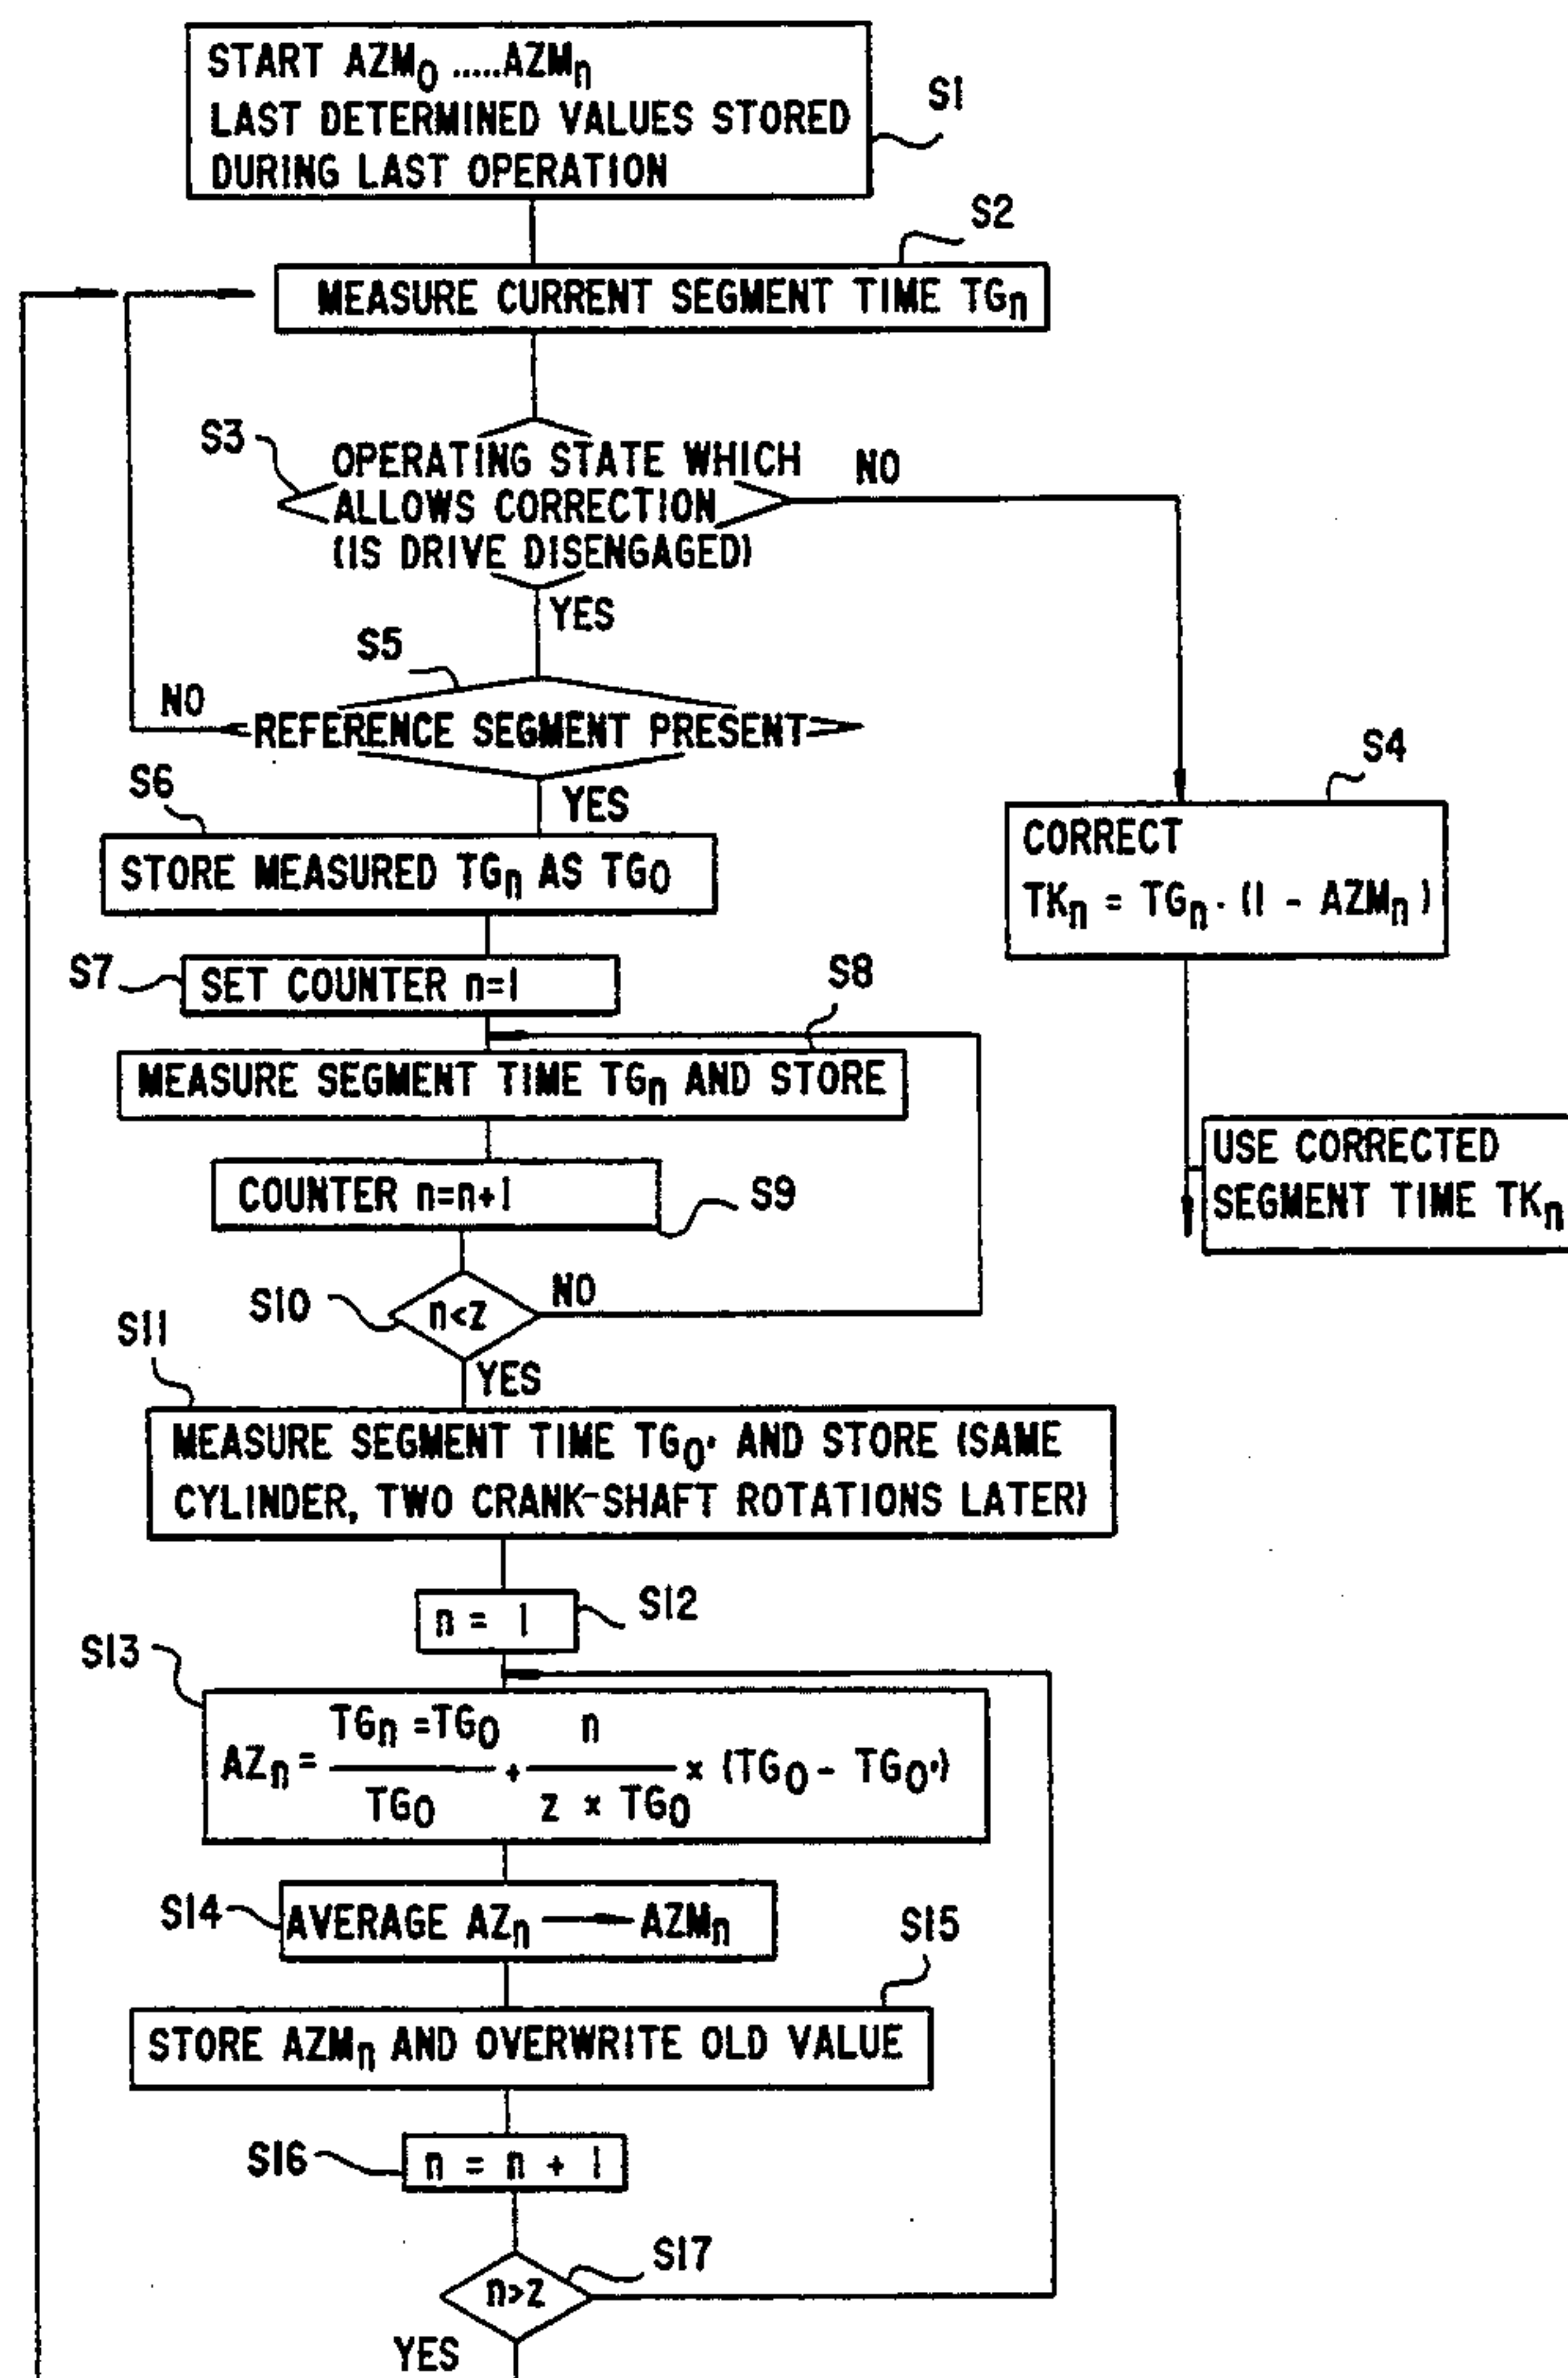 START AZM0 .....AZMn
LAST DETERMINED VALUES STORED
DURING LAST OPERATION
S1
S2
MEASURE CURRENT SEGMENT TIME TGn
S3
OPERATING STATE WHICH
ALLOWS CORRECTION
(IS DRIVE DISENGAGED)
NO
YES
S5
NO
REFERENCE SEGMENT PRESENT
YES
S4
CORRECT
TKn = TGn · (1 - AZMn)
S6
STORE MEASURED TGn AS TG0
S7
SET COUNTER n=1
S8
MEASURE SEGMENT TIME TGn AND STORE
USE CORRECTED
SEGMENT TIME TKn
COUNTER n=n+1
S9
S10
n<z
NO
YES
S11
MEASURE SEGMENT TIME TG0' AND STORE (SAME
CYLINDER, TWO CRANK-SHAFT ROTATIONS LATER)
n = 1
S12
S13
AZn = TGn =TG0 / TG0 + n / z × TG0 × (TG0 - TG0')
S14
AVERAGE AZn → AZMn
S15
STORE AZMn AND OVERWRITE OLD VALUE
S16
n = n + 1
S17
n>z
YES